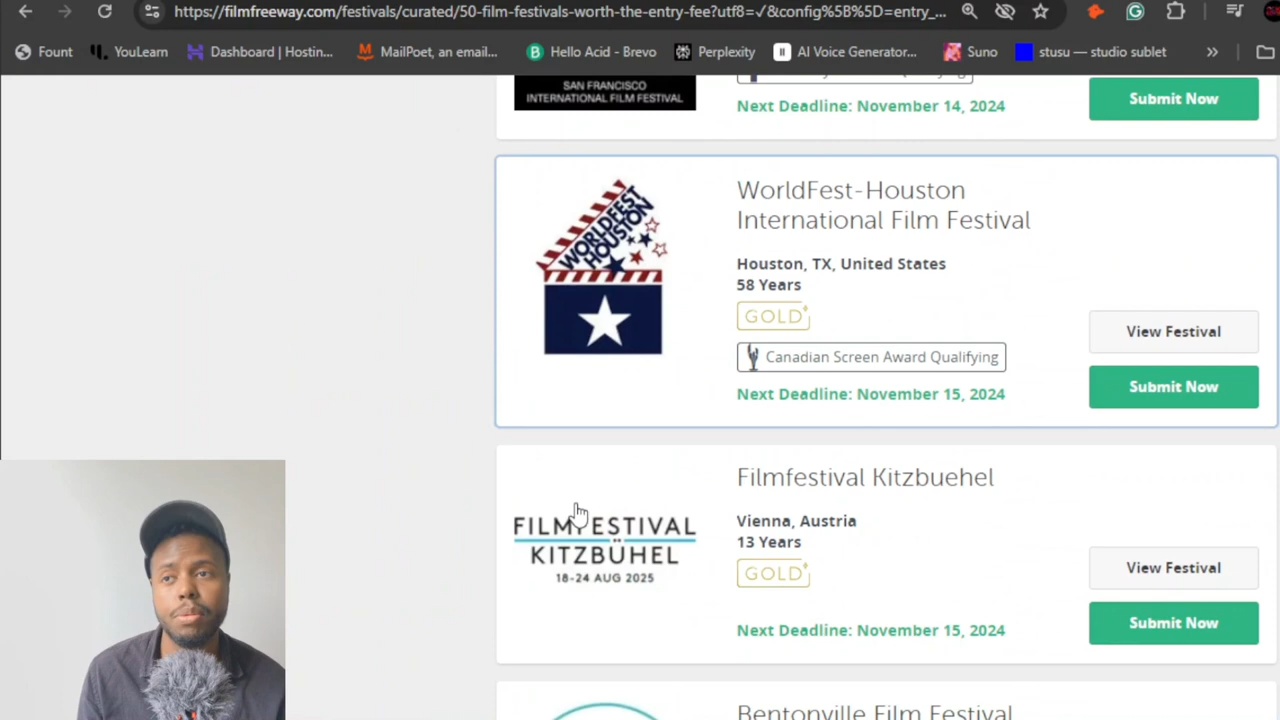 https://filmfreeway.com/festivals/curated/50-film-festivals-worth-the-entry-fee?utf8=✓&config%5B%5D=entry_...
Fount
YouLearn
Dashboard | Hostin...
MailPoet, an email...
Hello Acid - Brevo
Perplexity
AI Voice Generator...
Suno
stusu — studio sublet
SAN FRANCISCO
INTERNATIONAL FILM FESTIVAL
Next Deadline: November 14, 2024
Submit Now
WORLDFEST
HOUSTON
WorldFest-Houston
International Film Festival
Houston, TX, United States
58 Years
GOLD
Canadian Screen Award Qualifying
Next Deadline: November 15, 2024
View Festival
Submit Now
FILMFESTIVAL
KITZBÜHEL
18-24 AUG 2025
Filmfestival Kitzbuehel
Vienna, Austria
13 Years
GOLD
Next Deadline: November 15, 2024
View Festival
Submit Now
Bentonville Film Festival